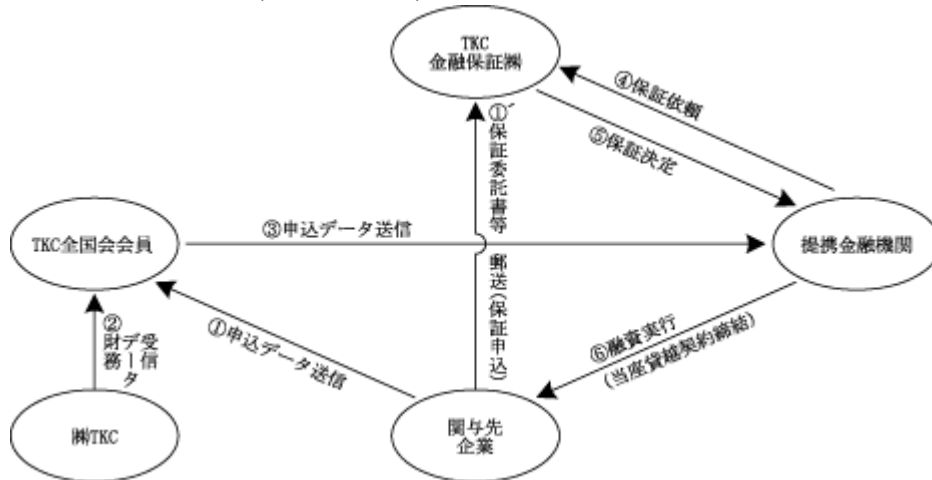 TKC
金融保証㈱
④保証依頼
⑤保証決定
①´保証委託書等 郵送(保証申込)
TKC全国会会員
③申込データ送信
提携金融機関
②財務データ受信
①申込データ送信
⑥融資実行
(当座貸越契約締結)
㈱TKC
関与先
企業